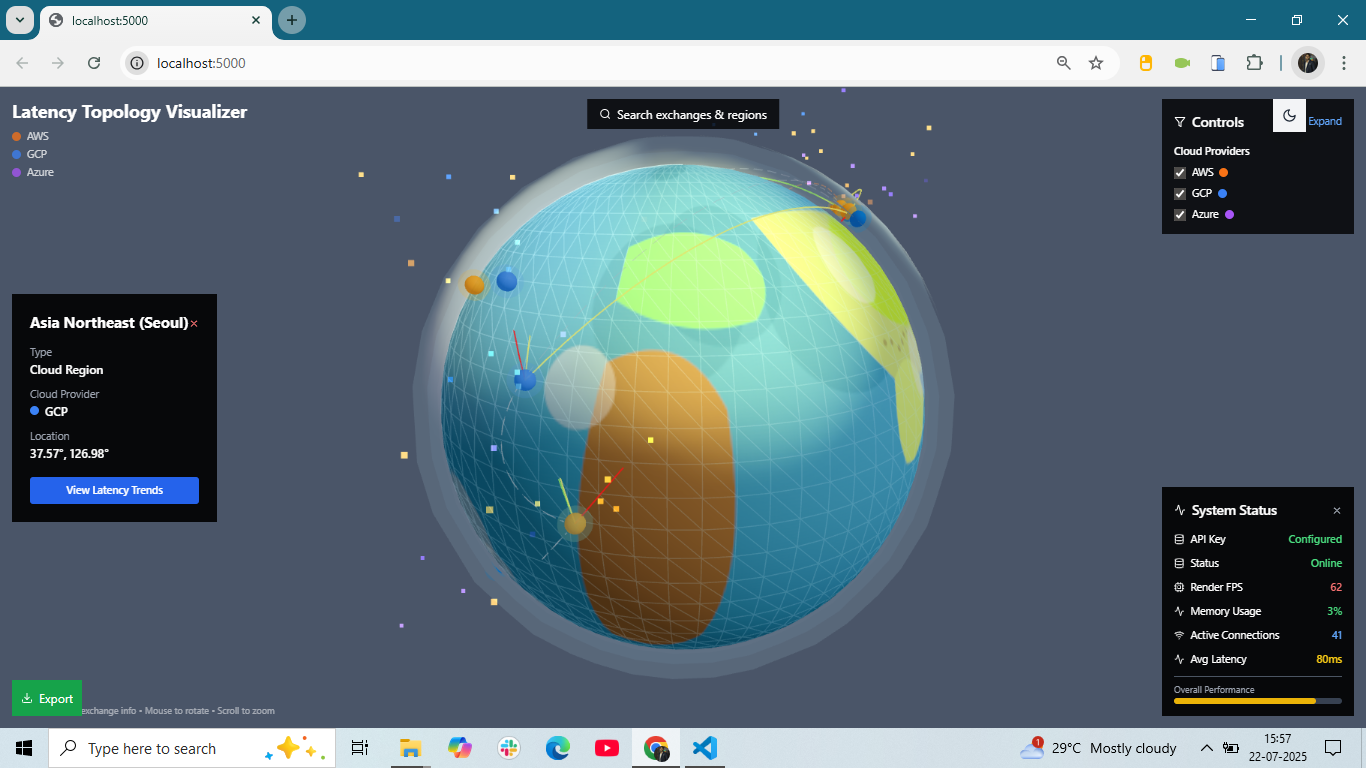 localhost:5000
localhost:5000
Latency Topology Visualizer
AWS
GCP
Azure
Search exchanges & regions
Controls
Expand
Cloud Providers
AWS
GCP
Azure
Asia Northeast (Seoul)
Type
Cloud Region
Cloud Provider
GCP
Location
37.57°, 126.98°
View Latency Trends
System Status
API Key Configured
Status Online
Render FPS 62
Memory Usage 3%
Active Connections 41
Avg Latency 80ms
Overall Performance
Export
exchange info • Mouse to rotate • Scroll to zoom
Type here to search
1
29°C Mostly cloudy
15:57
22-07-2025